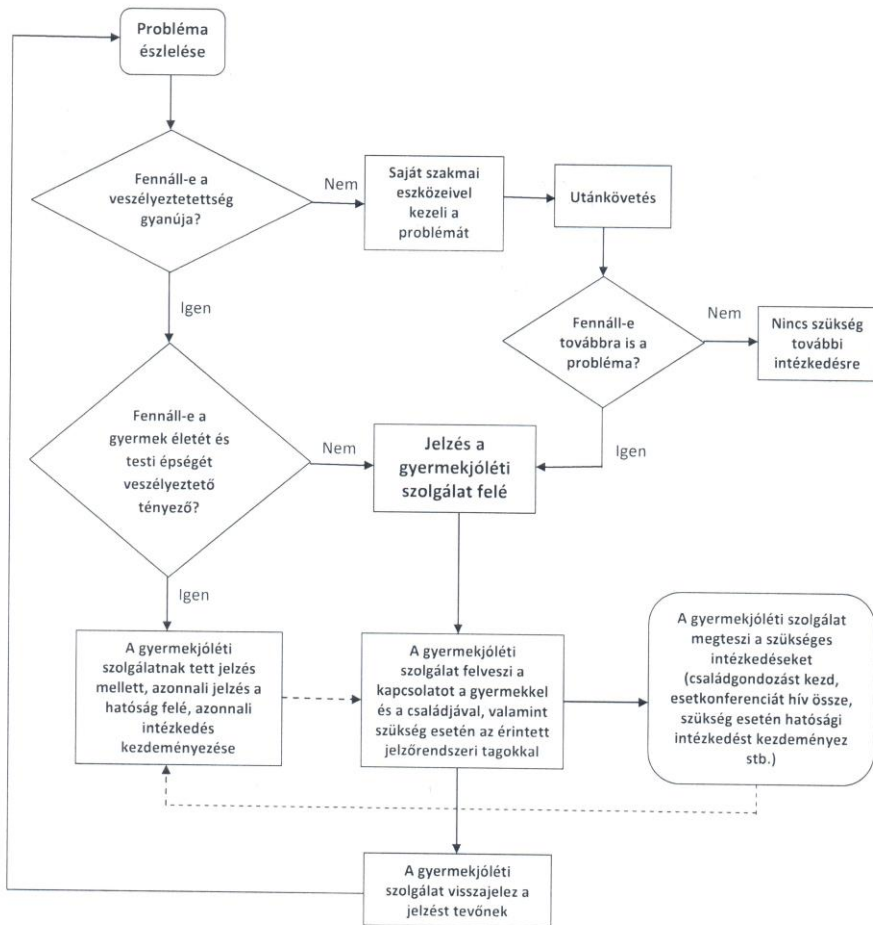 Probléma
észlelése
Fennáll-e a
veszélyeztetettség
gyanúja?
Nem
Saját szakmai
eszközeivel
kezeli a
problémát
Utánkövetés
Igen
Fennáll-e
továbbra is a
probléma?
Nem
Nincs szükség
további
intézkedésre
Fennáll-e a
gyermek életét és
testi épségét
veszélyeztető
tényező?
Nem
Jelzés a
gyermekjóléti
szolgálat felé
Igen
Igen
A gyermekjóléti
szolgálatnak tett jelzés
mellett, azonnali jelzés a
hatóság felé, azonnali
intézkedés
kezdeményezése
A gyermekjóléti
szolgálat felveszi a
kapcsolatot a gyermekkel
és a családjával, valamint
szükség esetén az érintett
jelzőrendszeri tagokkal
A gyermekjóléti szolgálat
megteszi a szükséges
intézkedéseket
(családgondozást kezd,
esetkonferenciát hív össze,
szükség esetén hatósági
intézkedést kezdeményez
stb.)
A gyermekjóléti
szolgálat visszajelez a
jelzést tevőnek